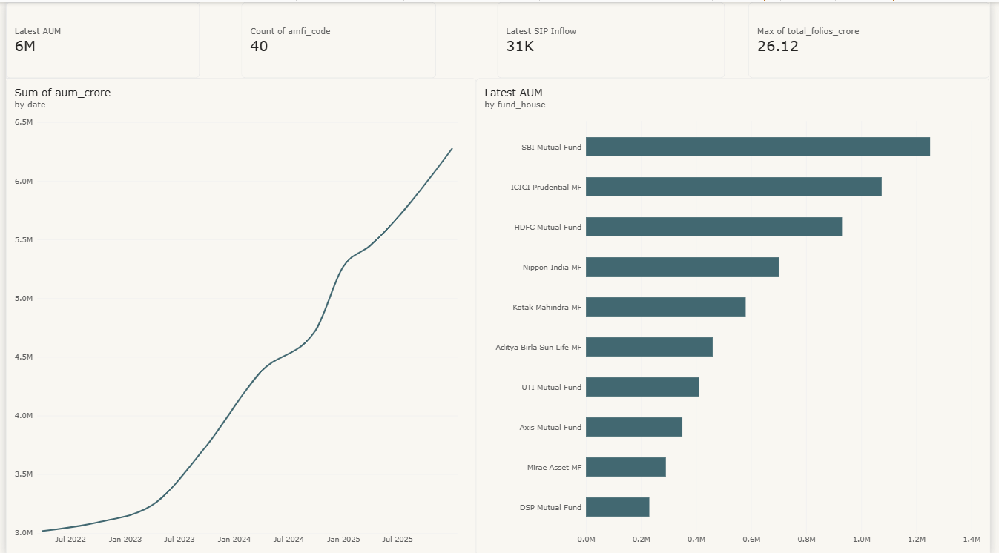 Latest AUM
6M
Count of amfi_code
40
Latest SIP Inflow
31K
Max of total_folios_crore
26.12
Sum of aum_crore
by date
6.5M
6.0M
5.5M
5.0M
4.5M
4.0M
3.5M
3.0M
Jul 2022
Jan 2023
Jul 2023
Jan 2024
Jul 2024
Jan 2025
Jul 2025
Latest AUM
by fund_house
SBI Mutual Fund
ICICI Prudential MF
HDFC Mutual Fund
Nippon India MF
Kotak Mahindra MF
Aditya Birla Sun Life MF
UTI Mutual Fund
Axis Mutual Fund
Mirae Asset MF
DSP Mutual Fund
0.0M
0.2M
0.4M
0.6M
0.8M
1.0M
1.2M
1.4M